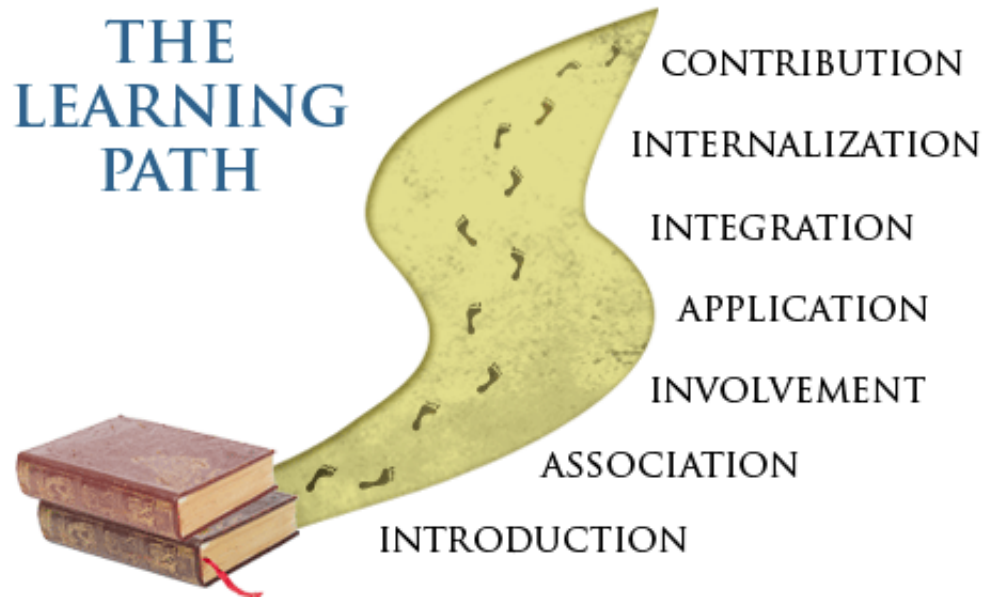 THE
LEARNING
PATH
CONTRIBUTION
INTERNALIZATION
INTEGRATION
APPLICATION
INVOLVEMENT
ASSOCIATION
INTRODUCTION